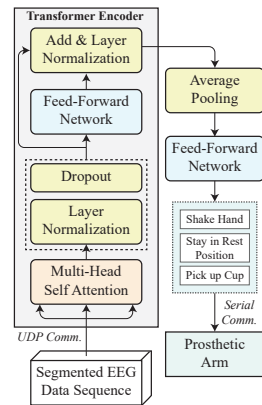 Transformer Encoder
Add & Layer
Normalization
Feed-Forward
Network
Dropout
Layer
Normalization
Multi-Head
Self Attention
UDP Comm.
Segmented EEG
Data Sequence
Average
Pooling
Feed-Forward
Network
Shake Hand
Stay in Rest
Position
Pick up Cup
Serial
Comm.
Prosthetic
Arm